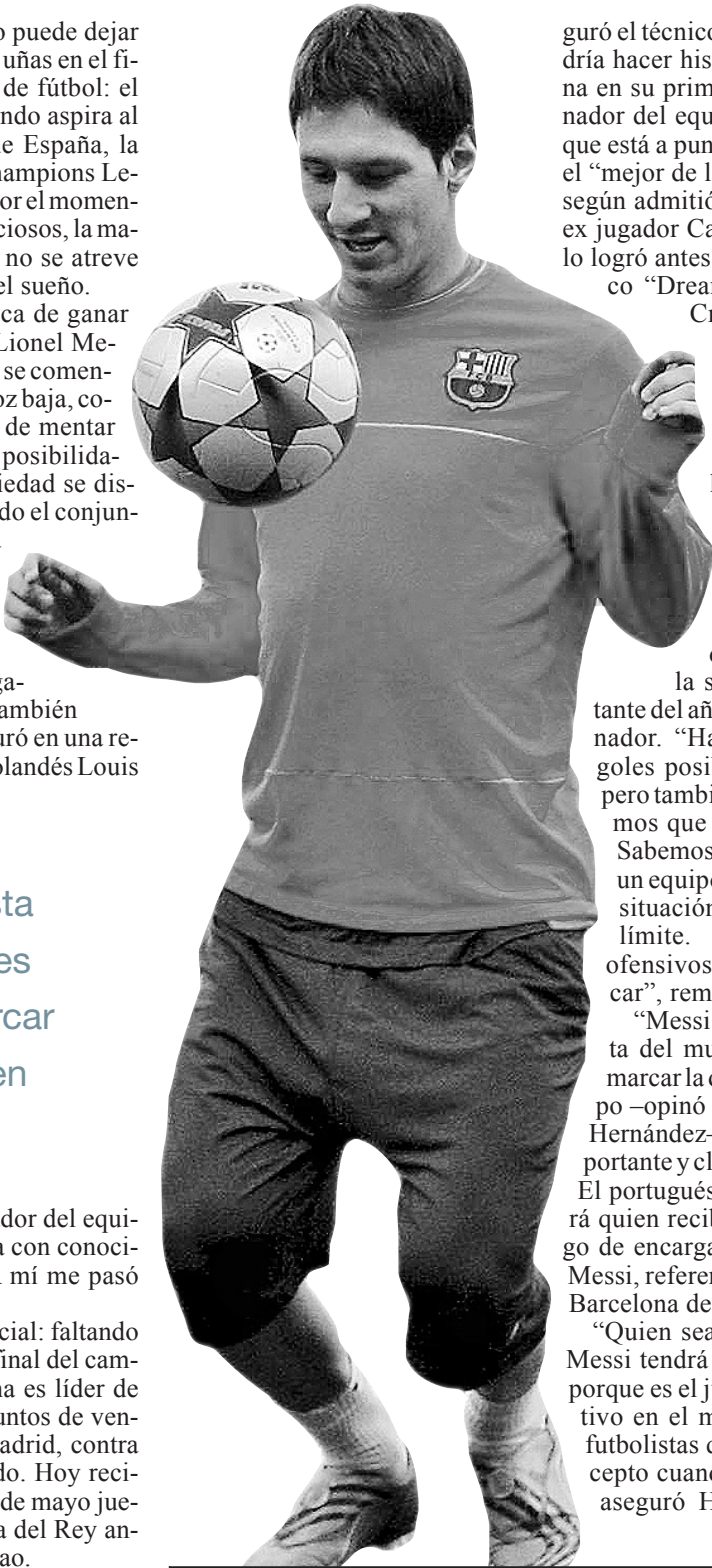 o puede dejar
uñas en el fi-
de fútbol: el
ndo aspira al
e España, la
hampions Le-
or el momen-
ciosos, la ma-
no se atreve
el sueño.
ca de ganar
Lionel Me-
se comen-
oz baja, co-
de mentar
posibilida-
iedad se dis-
do el conjun-
ga-
ambién
uró en una re-
olandés Louis
sta
es
rcar
en
dor del equi-
a con conoci-
mí me pasó
cial: faltando
final del cam-
na es líder de
untos de ven-
adrid, contra
do. Hoy reci-
de mayo jue-
a del Rey an-
ao.
guró el técnico
dría hacer his
na en su prim
nador del equ
que está a pun
el “mejor de l
según admitió
ex jugador Ca
lo logró antes
co “Dream
Cr
la s
tante del añ
nador. “Ha
goles posib
pero tambi
mos que
Sabemos
un equipo
situación
límite.
ofensivos
car”, rem
“Messi
ta del mu
marcar la d
po –opinó
Hernández–
portante y cl
El portugués
rá quien recib
go de encarga
Messi, referen
Barcelona de
“Quien sea
Messi tendrá
porque es el j
tivo en el m
futbolistas d
cepto cuand
aseguró H